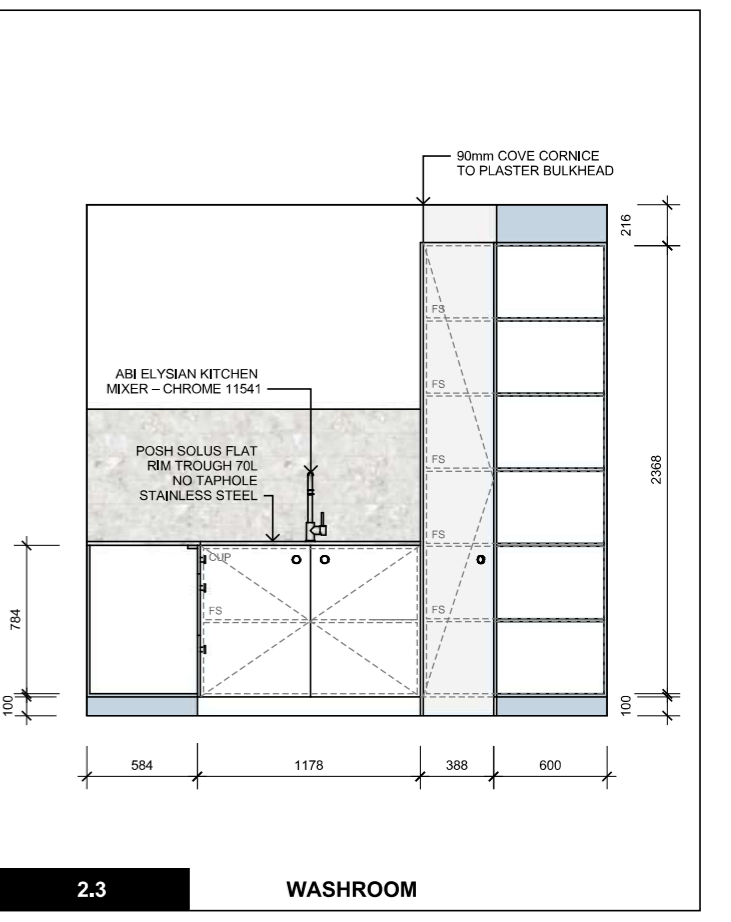 90mm COVE CORNICE
TO PLASTER BULKHEAD
216
FS
FS
ABI ELYSIAN KITCHEN
MIXER – CHROME 11541
POSH SOLUS FLAT
RIM TROUGH 70L
NO TAPHOLE
STAINLESS STEEL
FS
2368
FS
CUP
FS
FS
784
100
100
584
1178
388
600
2.3
WASHROOM